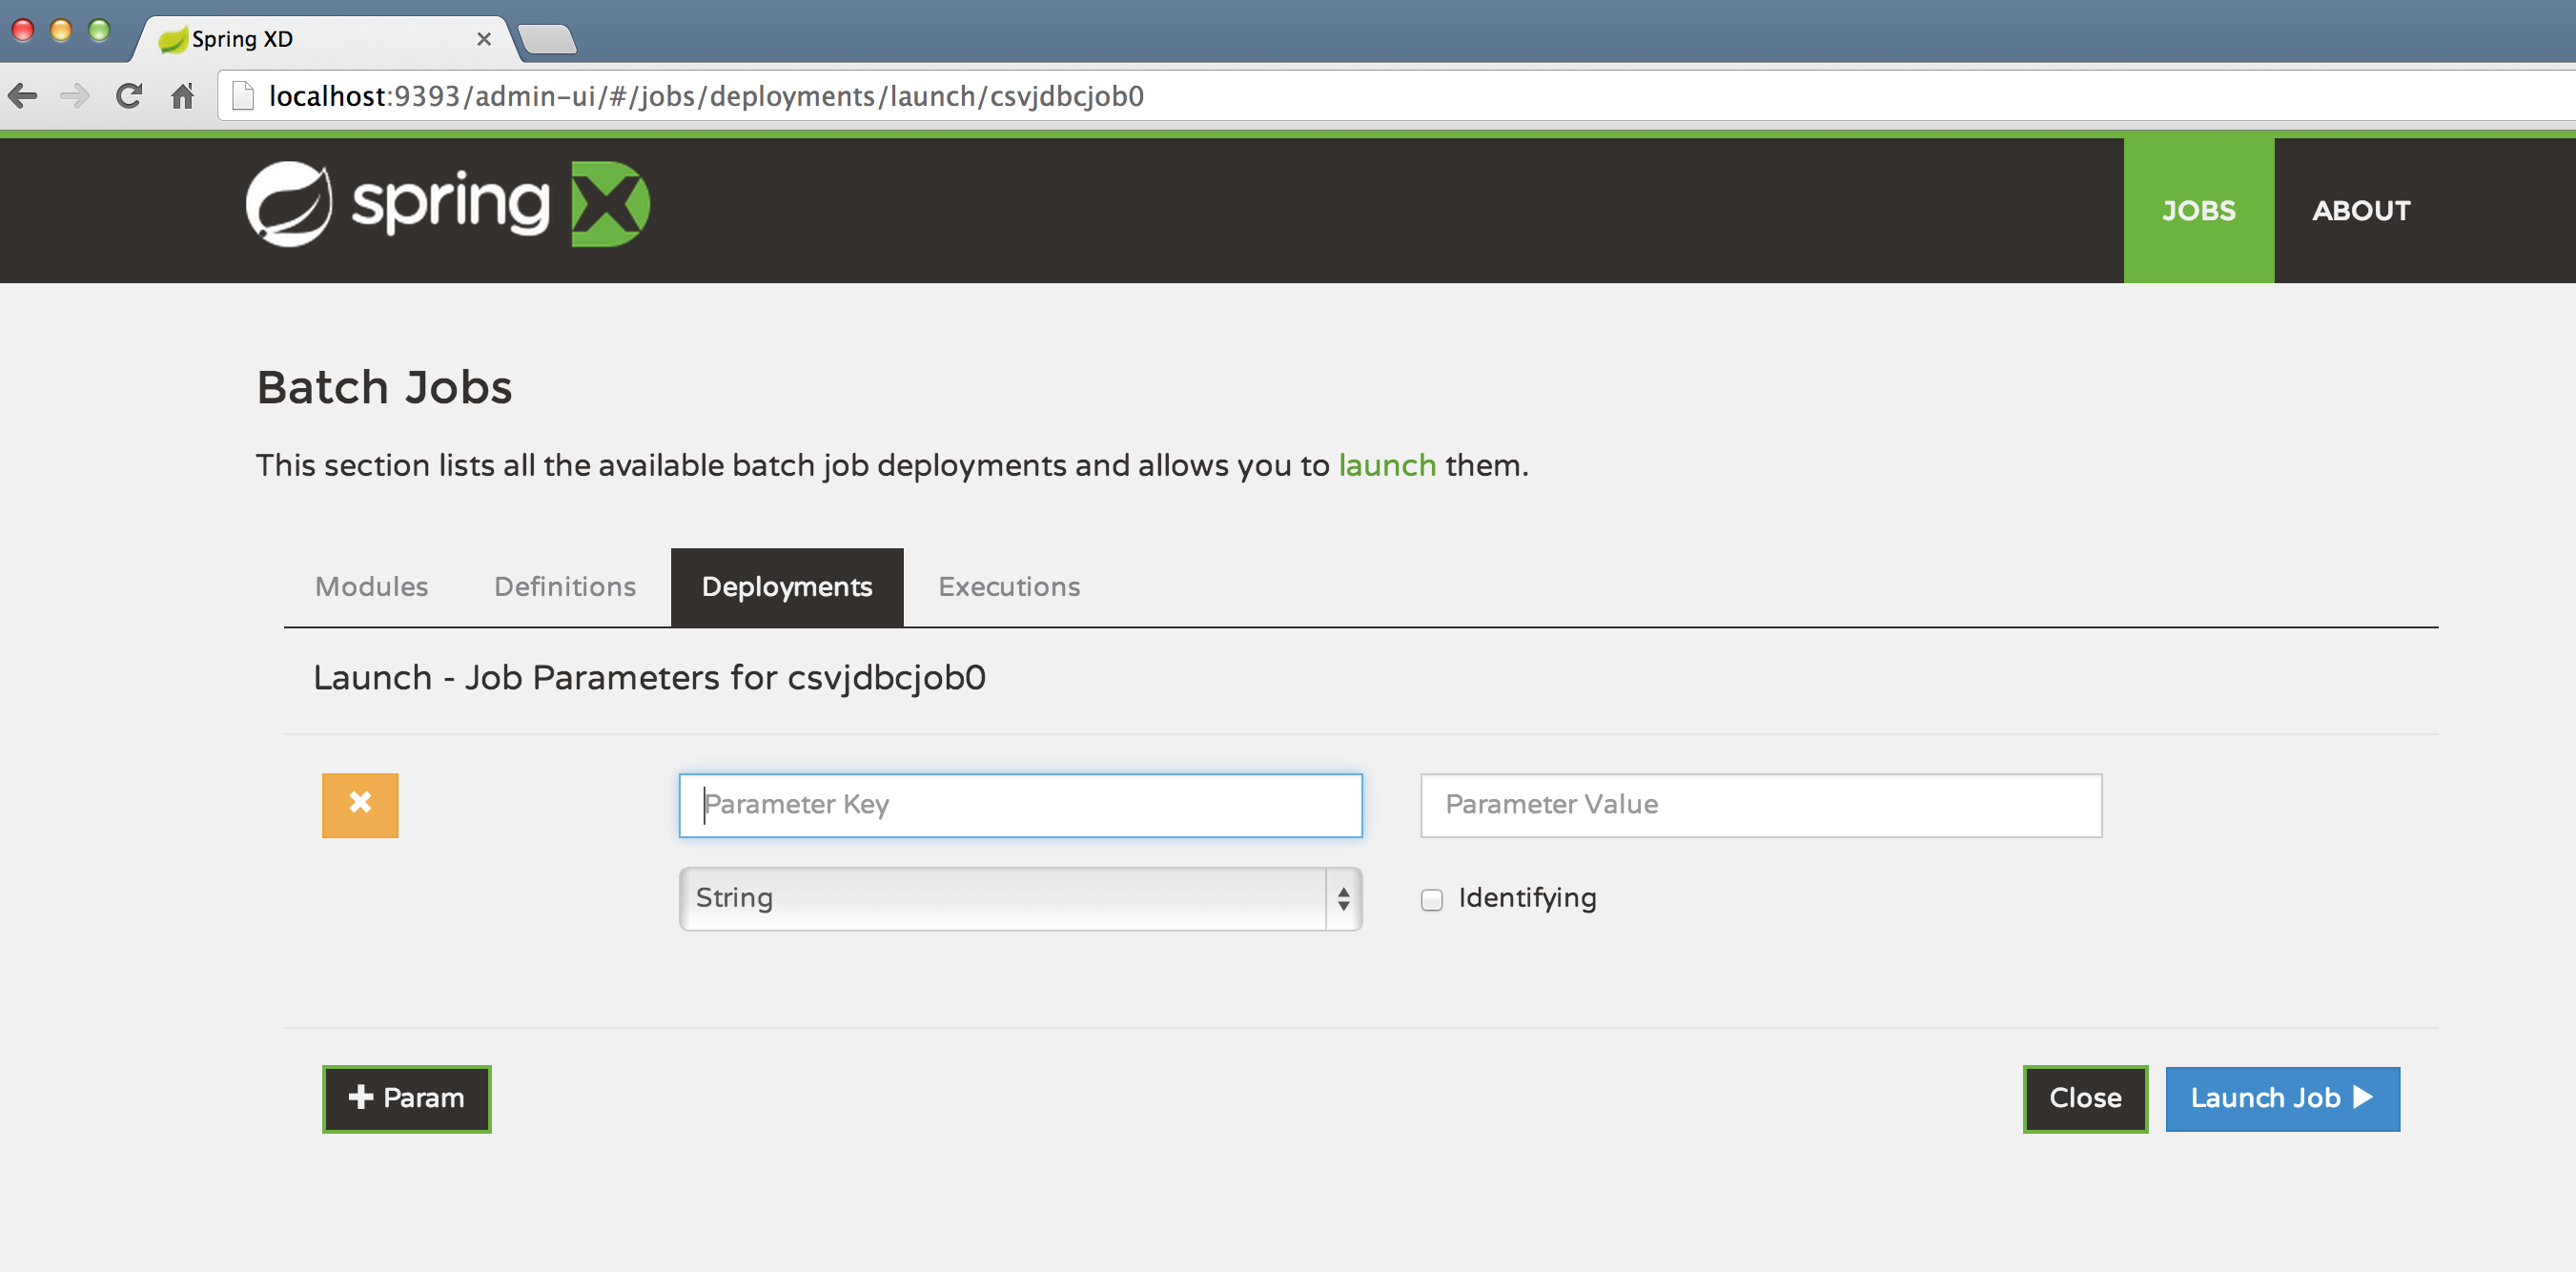 Spring XD
localhost:9393/admin-ui/#/jobs/deployments/launch/csvjdbcjob0
spring XD
JOBS ABOUT
Batch Jobs
This section lists all the available batch job deployments and allows you to launch them.
Modules Definitions Deployments Executions
Launch - Job Parameters for csvjdbcjob0
Parameter Key Parameter Value
String Identifying
Param Close Launch Job